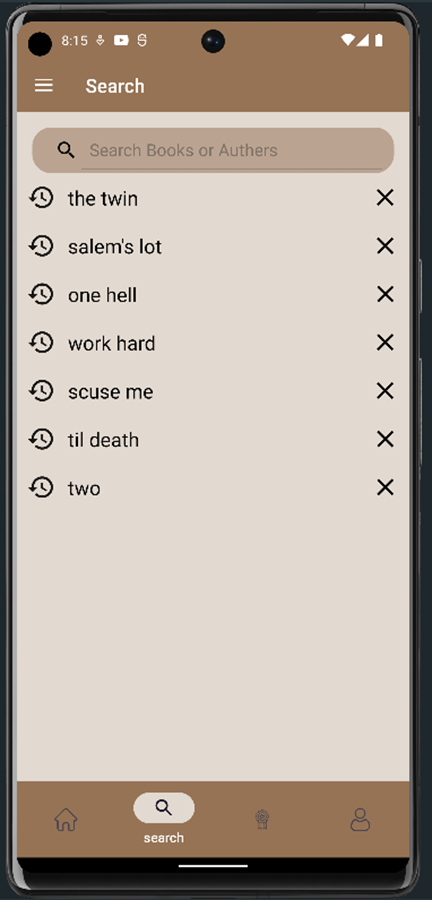 8:15
Search
Search Books or Authers
the twin
salem's lot
one hell
work hard
scuse me
til death
two
search